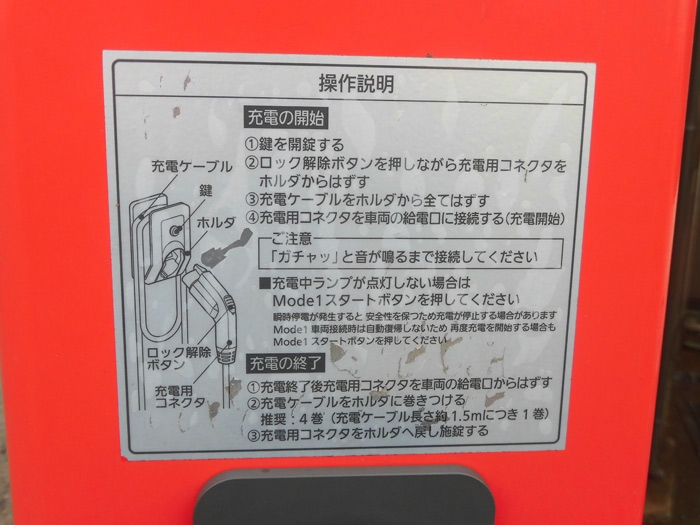 操作説明
充電の開始
①鍵を開錠する
②ロック解除ボタンを押しながら充電用コネクタを
ホルダからはずす
③充電ケーブルをホルダから全てはずす
④充電用コネクタを車両の給電口に接続する(充電開始)
ご注意
「ガチャッ」と音が鳴るまで接続してください
■充電中ランプが点灯しない場合は
Mode1スタートボタンを押してください
瞬時停電が発生すると 安全性を保つため充電が停止する場合があります
Mode1 車両接続時は自動復帰しないため 再度充電を開始する場合も
Mode1 スタートボタンを押してください
充電ケーブル
鍵
ホルダ
ロック解除
ボタン
充電用
コネクタ
充電の終了
①充電終了後充電用コネクタを車両の給電口からはずす
②充電ケーブルをホルダに巻きつける
推奨:4巻(充電ケーブル長さ約1.5mにつき1巻)
③充電用コネクタをホルダへ戻し施錠する